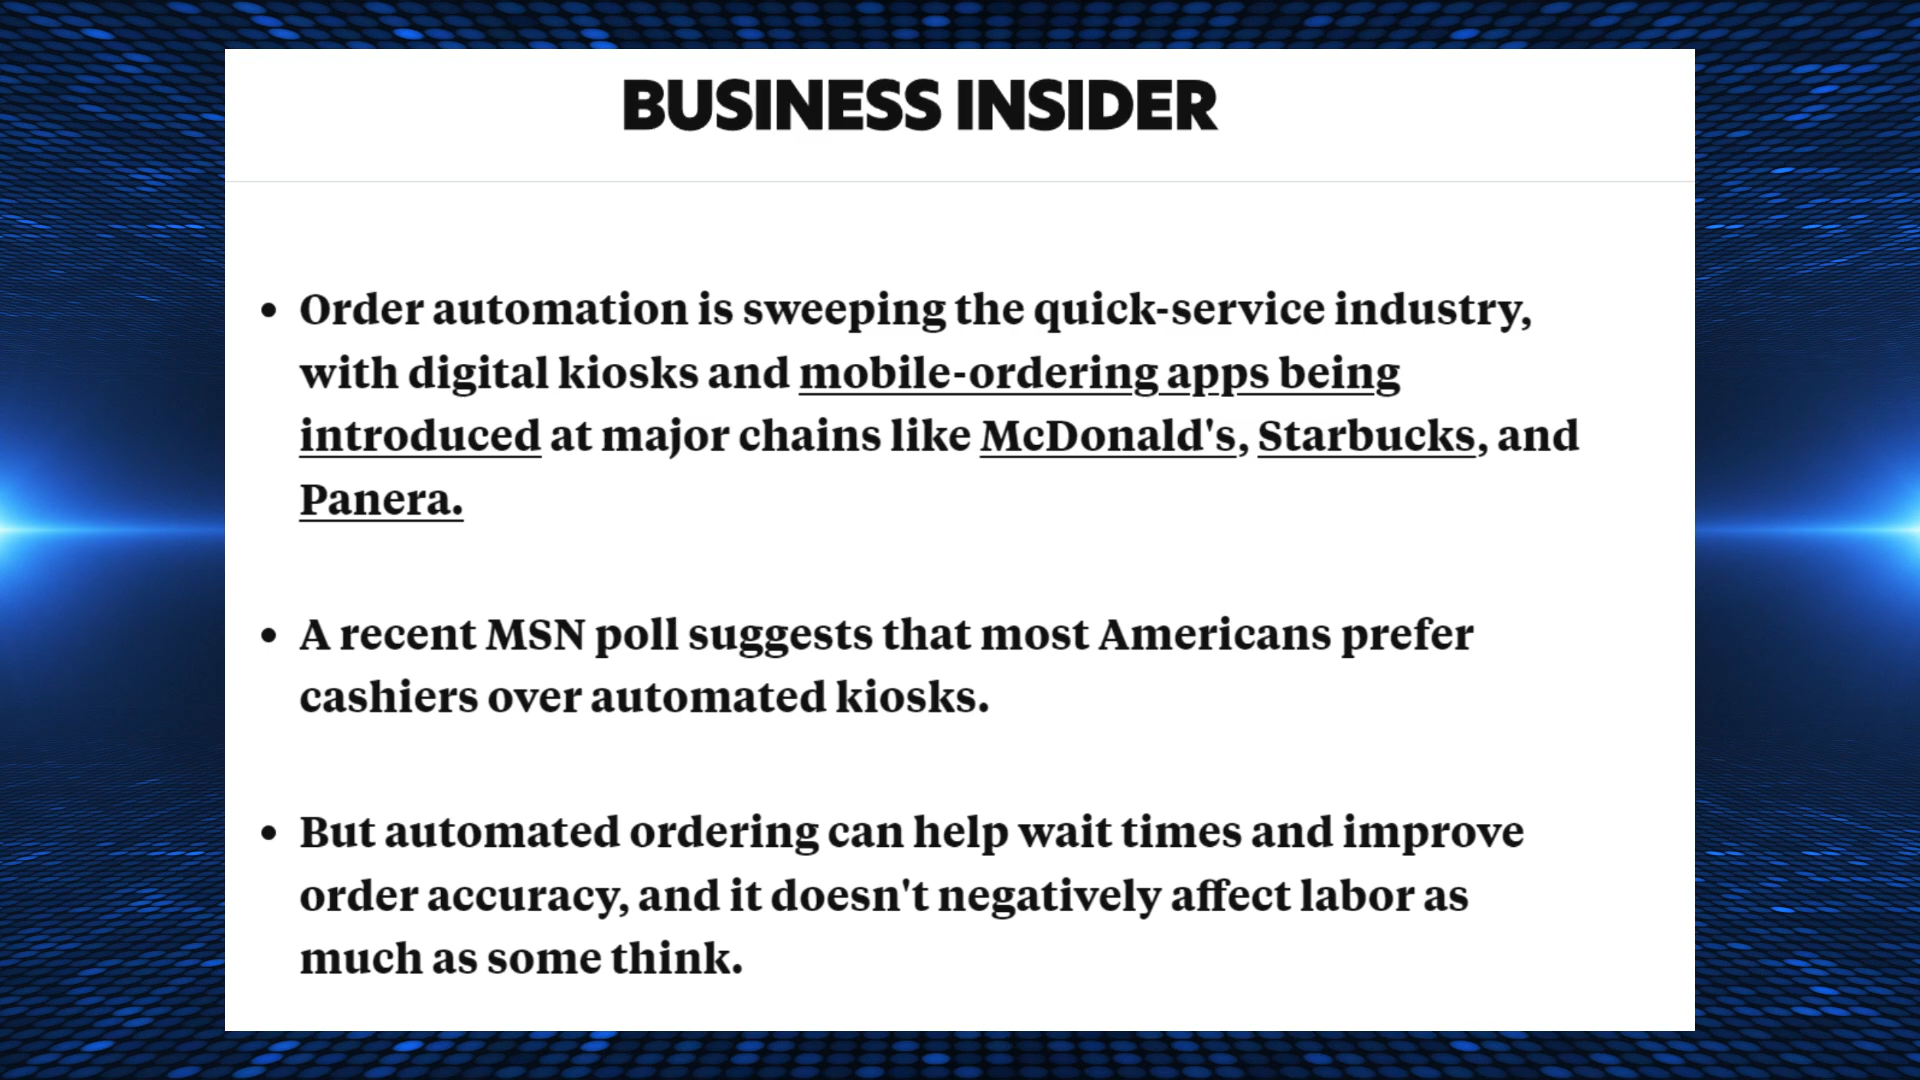 BUSINESS INSIDER
• Order automation is sweeping the quick-service industry,
with digital kiosks and mobile-ordering apps being
introduced at major chains like McDonald's, Starbucks, and
Panera.
• A recent MSN poll suggests that most Americans prefer
cashiers over automated kiosks.
• But automated ordering can help wait times and improve
order accuracy, and it doesn't negatively affect labor as
much as some think.